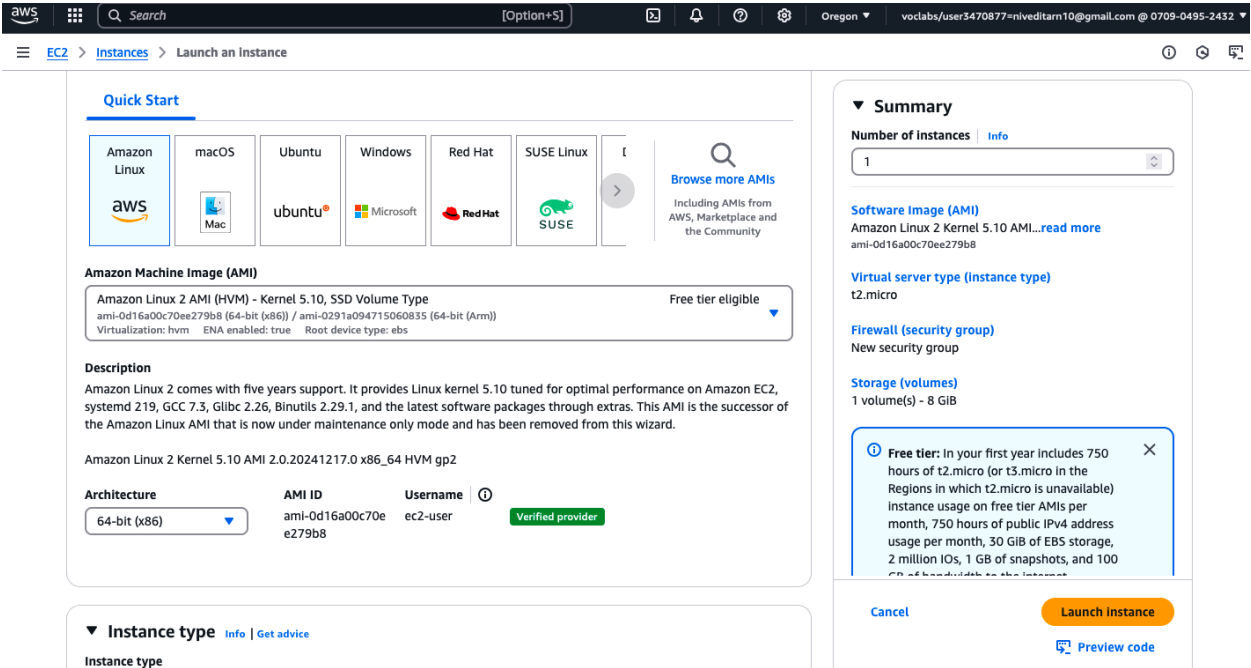 aws
Search [Option+S] Oregon ▼ voclabs/user3470877=niveditarn10@gmail.com @ 0709-0495-2432 ▼
EC2 > Instances > Launch an instance
Quick Start
Amazon Linux
aws
macOS
Mac
Ubuntu
ubuntu
Windows
Microsoft
Red Hat
Red Hat
SUSE Linux
SUSE
Browse more AMIs
Including AMIs from
AWS, Marketplace and
the Community
Amazon Machine Image (AMI)
Amazon Linux 2 AMI (HVM) - Kernel 5.10, SSD Volume Type Free tier eligible
ami-0d16a00c70ee279b8 (64-bit (x86)) / ami-0291a094715060835 (64-bit (Arm))
Virtualization: hvm ENA enabled: true Root device type: ebs
Description
Amazon Linux 2 comes with five years support. It provides Linux kernel 5.10 tuned for optimal performance on Amazon EC2,
systemd 219, GCC 7.3, Glibc 2.26, Binutils 2.29.1, and the latest software packages through extras. This AMI is the successor of
the Amazon Linux AMI that is now under maintenance only mode and has been removed from this wizard.
Amazon Linux 2 Kernel 5.10 AMI 2.0.20241217.0 x86_64 HVM gp2
Architecture AMI ID Username
64-bit (x86) ami-0d16a00c70e ec2-user Verified provider
e279b8
Instance type Info | Get advice
Instance type
Summary
Number of instances Info
1
Software Image (AMI)
Amazon Linux 2 Kernel 5.10 AMI...read more
ami-0d16a00c70ee279b8
Virtual server type (instance type)
t2.micro
Firewall (security group)
New security group
Storage (volumes)
1 volume(s) - 8 GiB
Free tier: In your first year includes 750
hours of t2.micro (or t3.micro in the
Regions in which t2.micro is unavailable)
instance usage on free tier AMIs per
month, 750 hours of public IPv4 address
usage per month, 30 GiB of EBS storage,
2 million IOs, 1 GB of snapshots, and 100
GB of bandwidth to the internet.
Cancel Launch instance
Preview code